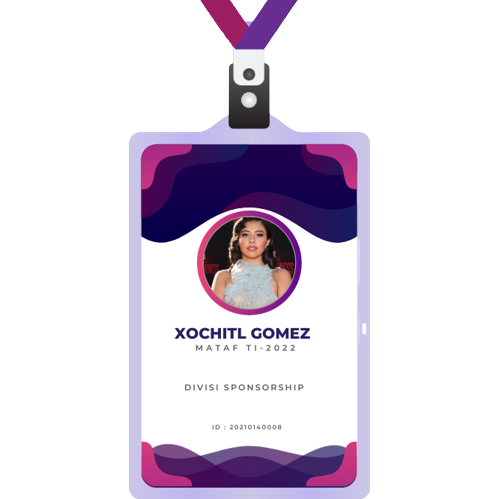 XOCHITL GOMEZ
MATAF TI-2022
DIVISI SPONSORSHIP
ID : 20210140008